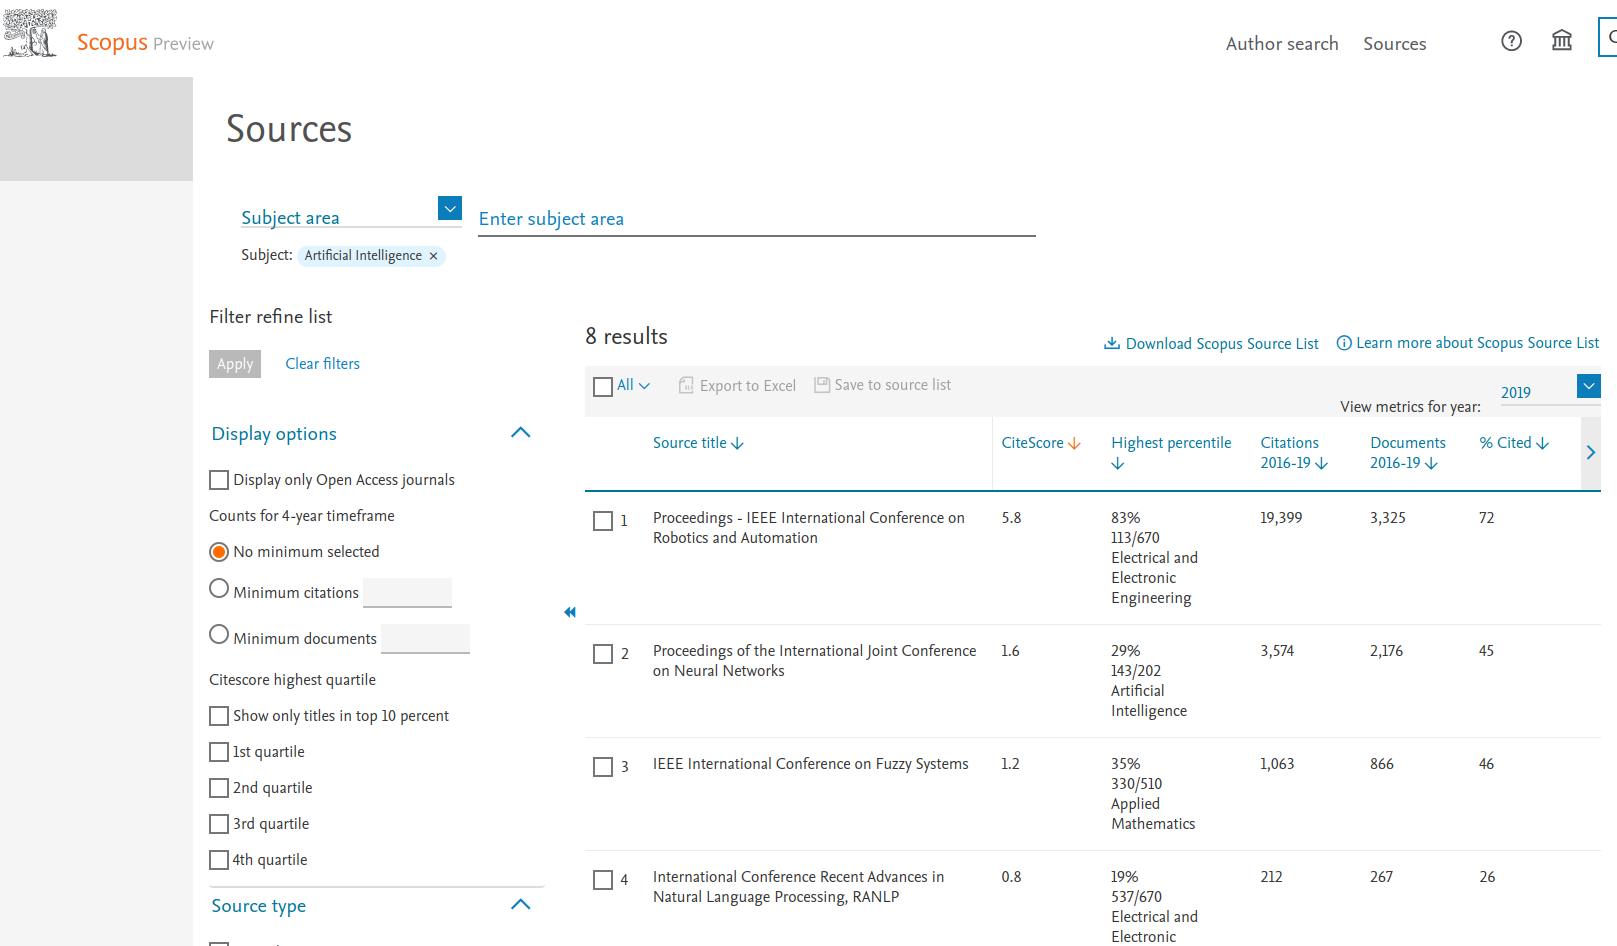 Scopus Preview
Author search Sources
Sources
Subject area
Enter subject area
Subject: Artificial Intelligence ×
Filter refine list
Apply Clear filters
Display options
Display only Open Access journals
Counts for 4-year timeframe
No minimum selected
Minimum citations
Minimum documents
Citescore highest quartile
Show only titles in top 10 percent
1st quartile
2nd quartile
3rd quartile
4th quartile
Source type
8 results
Download Scopus Source List Learn more about Scopus Source List
All Export to Excel Save to source list
View metrics for year: 2019
Source title CiteScore Highest percentile Citations 2016-19 Documents 2016-19 % Cited
1 Proceedings - IEEE International Conference on 5.8 83% 19,399 3,325 72
Robotics and Automation 113/670
Electrical and
Electronic
Engineering
2 Proceedings of the International Joint Conference 1.6 29% 3,574 2,176 45
on Neural Networks 143/202
Artificial
Intelligence
3 IEEE International Conference on Fuzzy Systems 1.2 35% 1,063 866 46
330/510
Applied
Mathematics
4 International Conference Recent Advances in 0.8 19% 212 267 26
Natural Language Processing, RANLP 537/670
Electrical and
Electronic